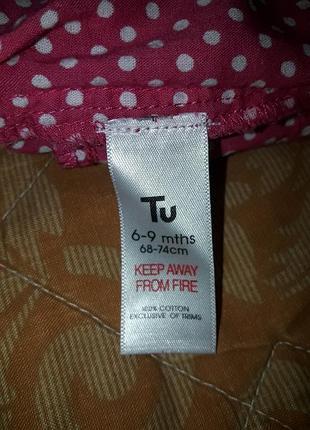 Tu
6-9 mths
68-74cm
KEEP AWAY
FROM FIRE
100% COTTON
EXCLUSIVE OF TRIMS